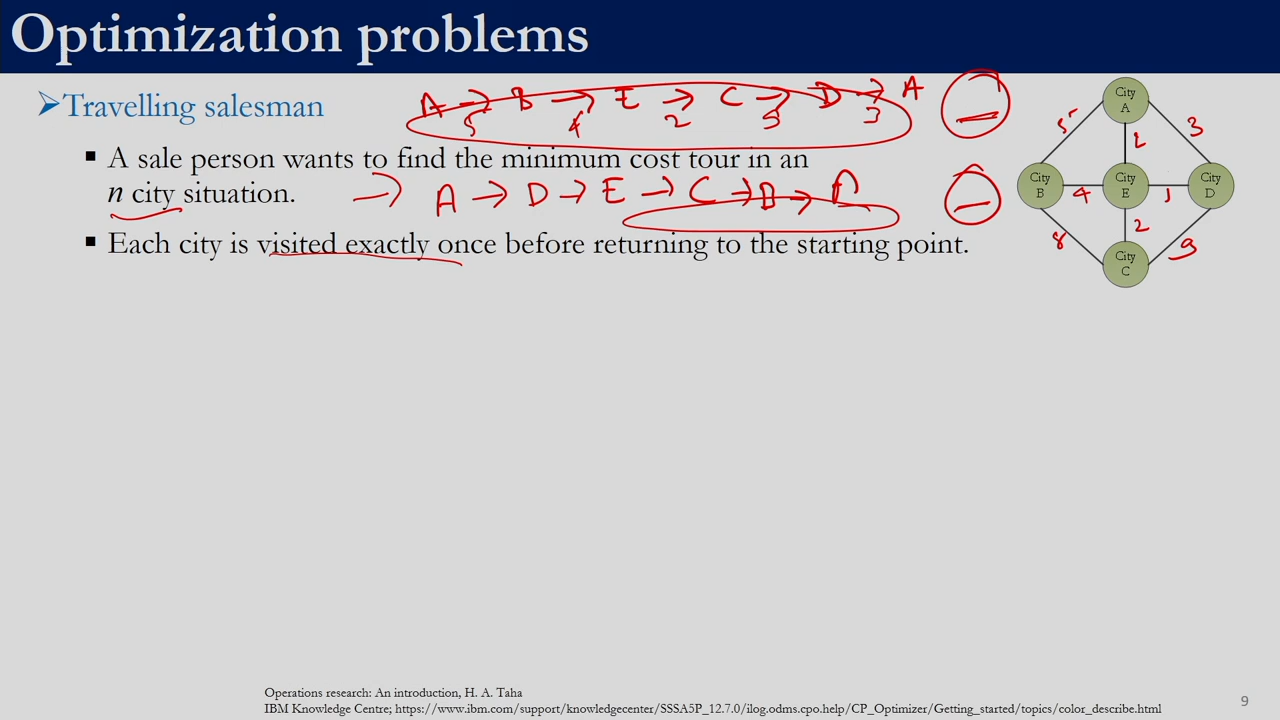 Optimization problems
➢Travelling salesman
A → B → E → C → D → A
5 4 2 3
▪ A sale person wants to find the minimum cost tour in an
n city situation.
→ A → D → E → C → B →
▪ Each city is visited exactly once before returning to the starting point.
City A
5 3
2
City B
4
City E
1
City D
8 2 9
City C
Operations research: An introduction, H. A. Taha
IBM Knowledge Centre; https://www.ibm.com/support/knowledgecenter/SSSA5P_12.7.0/ilog.odms.cpo.help/CP_Optimizer/Getting_started/topics/color_describe.html
9